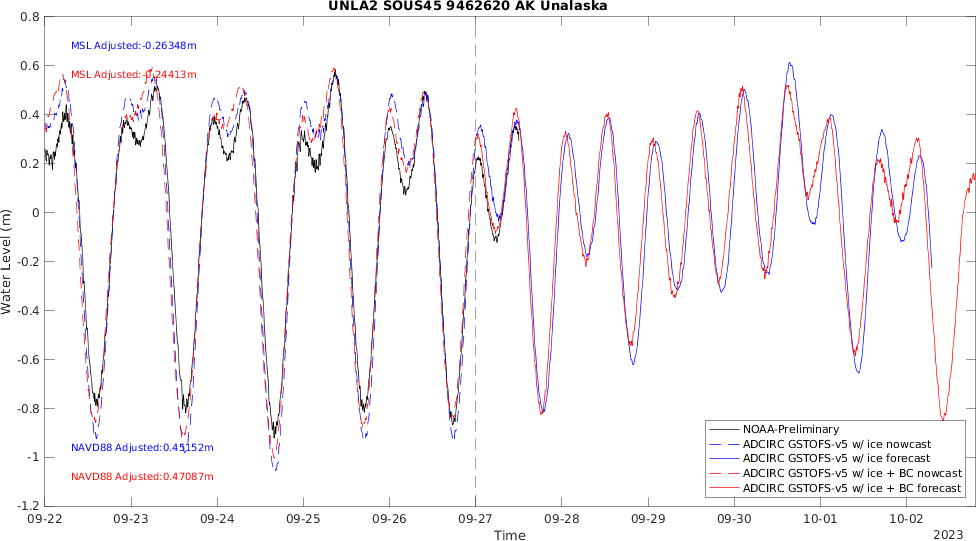 UNLA2 SOUS45 9462620 AK Unalaska
0.8
0.6
0.4
0.2
0
-0.2
-0.4
-0.6
-0.8
-1
-1.2
Water Level (m)
MSL Adjusted:-0.26348m
MSL Adjusted:-0.24413m
NAVD88 Adjusted:0.45152m
NAVD88 Adjusted:0.47087m
NOAA-Preliminary
ADCIRC GSTOFS-v5 w/ ice nowcast
ADCIRC GSTOFS-v5 w/ ice forecast
ADCIRC GSTOFS-v5 w/ ice + BC nowcast
ADCIRC GSTOFS-v5 w/ ice + BC forecast
09-22 09-23 09-24 09-25 09-26 09-27 09-28 09-29 09-30 10-01 10-02
Time
2023